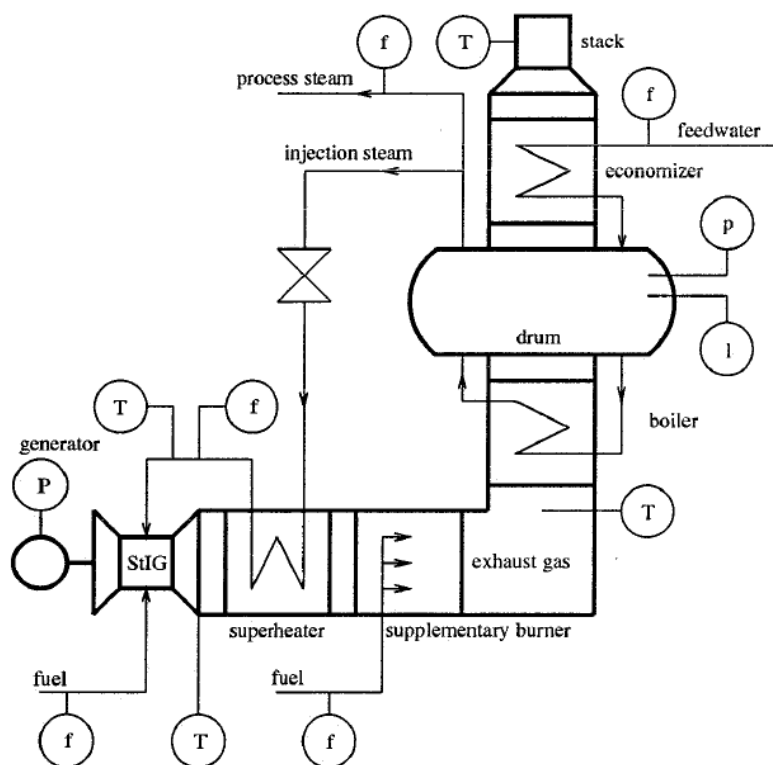 f
T
stack
process steam
f
feedwater
injection steam
economizer
p
drum
l
T
f
boiler
generator
P
T
StIG
exhaust gas
superheater
supplementary burner
fuel
fuel
f
T
f